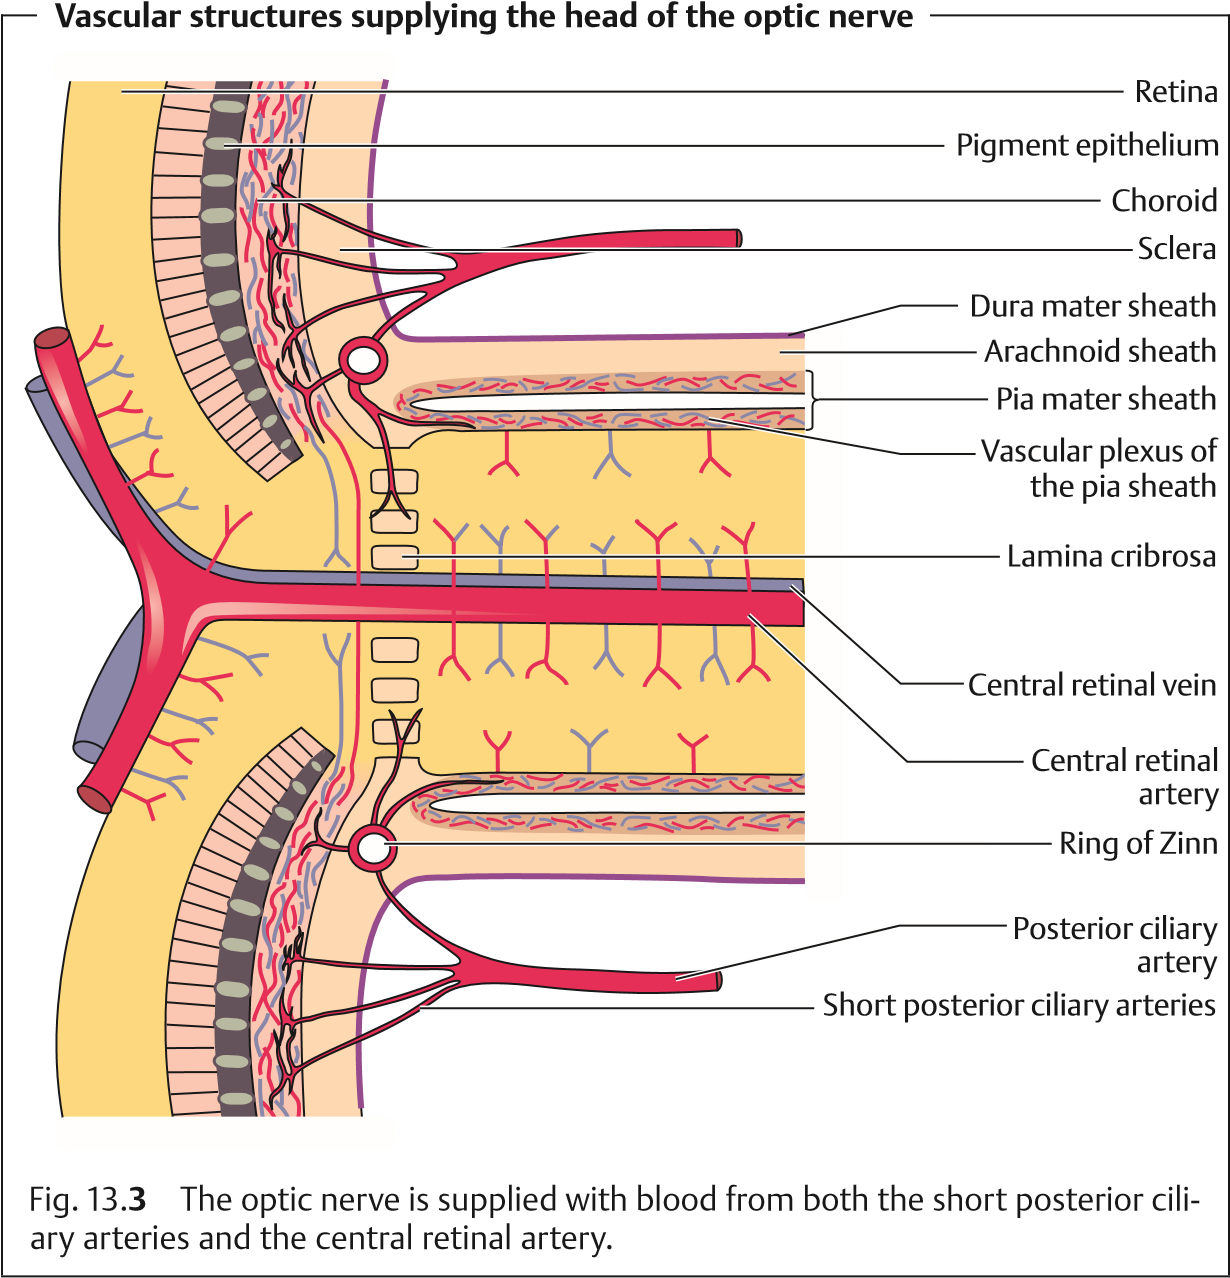 Vascular structures supplying the head of the optic nerve
Retina
Pigment epithelium
Choroid
Sclera
Dura mater sheath
Arachnoid sheath
Pia mater sheath
Vascular plexus of
the pia sheath
Lamina cribrosa
Central retinal vein
Central retinal
artery
Ring of Zinn
Posterior ciliary
artery
Short posterior ciliary arteries
Fig. 13.3 The optic nerve is supplied with blood from both the short posterior cili-
ary arteries and the central retinal artery.